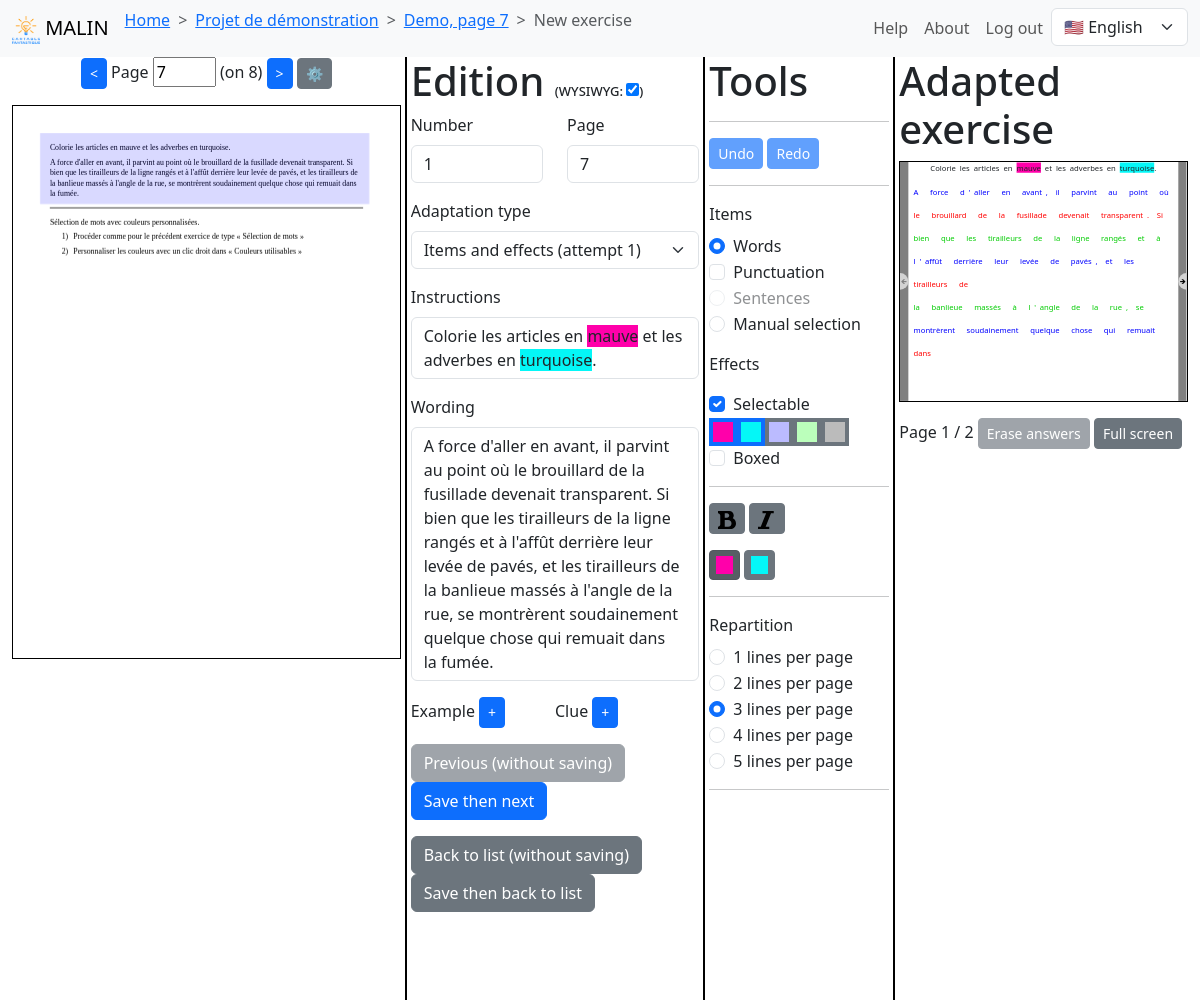 MALIN
Home > Projet de démonstration > Demo, page 7 > New exercise
Help About Log out 🇺🇸 English
< Page 7 (on 8) > ⚙️
Colorie les articles en mauve et les adverbes en turquoise.
A force d'aller en avant, il parvint au point où le brouillard de la fusillade devenait transparent. Si
bien que les tirailleurs de la ligne rangés et à l'affût derrière leur levée de pavés, et les tirailleurs de
la banlieue massés à l'angle de la rue, se montrèrent soudainement quelque chose qui remuait dans
la fumée.
Sélection de mots avec couleurs personnalisées.
1) Procéder comme pour le précédent exercice de type « Sélection de mots »
2) Personnaliser les couleurs avec un clic droit dans « Couleurs utilisables »
Edition (WYSIWYG: )
Number Page
1 7
Adaptation type
Items and effects (attempt 1)
Instructions
Colorie les articles en mauve et les
adverbes en turquoise.
Wording
A force d'aller en avant, il parvint
au point où le brouillard de la
fusillade devenait transparent. Si
bien que les tirailleurs de la ligne
rangés et à l'affût derrière leur
levée de pavés, et les tirailleurs de
la banlieue massés à l'angle de la
rue, se montrèrent soudainement
quelque chose qui remuait dans
la fumée.
Example + Clue +
Previous (without saving)
Save then next
Back to list (without saving)
Save then back to list
Tools
Undo Redo
Items
Words
Punctuation
Sentences
Manual selection
Effects
Selectable
Boxed
B I
Repartition
1 lines per page
2 lines per page
3 lines per page
4 lines per page
5 lines per page
Adapted
exercise
Colorie les articles en mauve et les adverbes en turquoise.
A force d'aller en avant, il parvint au point où
le brouillard de la fusillade devenait transparent. Si
bien que les tirailleurs de la ligne rangés et à
l'affût derrière leur levée de pavés, et les
tirailleurs de
la banlieue massés à l'angle de la rue, se
montrèrent soudainement quelque chose qui remuait
dans
Page 1 / 2 Erase answers Full screen